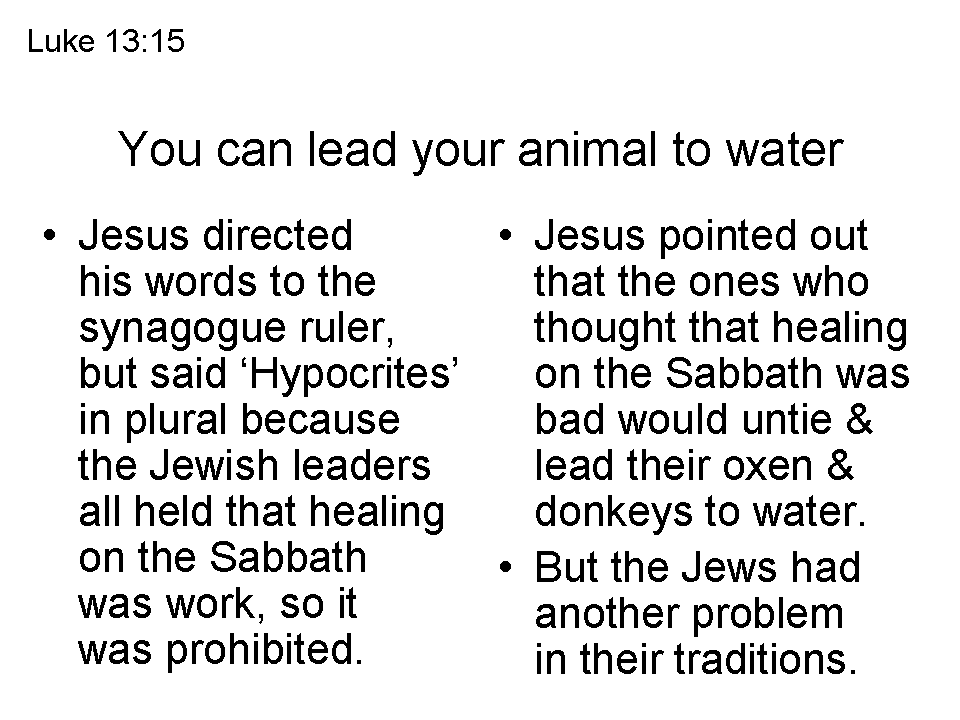 Luke 13:15
You can lead your animal to water
• Jesus directed
his words to the
synagogue ruler,
but said ‘Hypocrites’
in plural because
the Jewish leaders
all held that healing
on the Sabbath
was work, so it
was prohibited.
• Jesus pointed out
that the ones who
thought that healing
on the Sabbath was
bad would untie &
lead their oxen &
donkeys to water.
• But the Jews had
another problem
in their traditions.